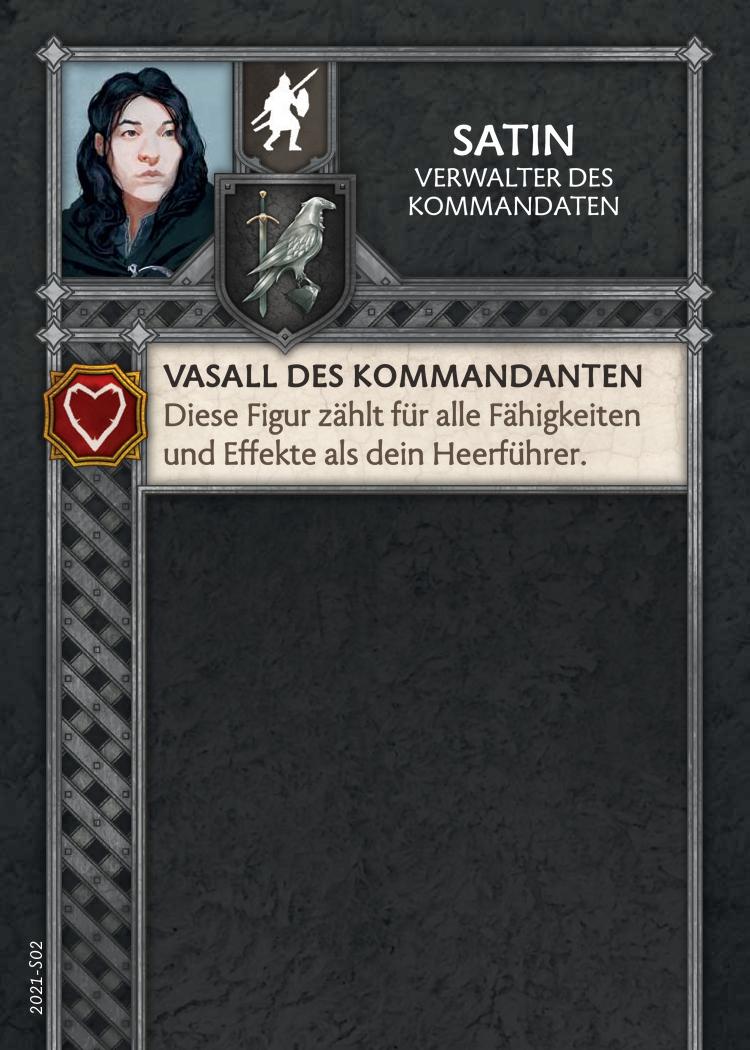 SATIN
VERWALTER DES
KOMMANDATEN
VASALL DES KOMMANDANTEN
Diese Figur zählt für alle Fähigkeiten
und Effekte als dein Heerführer.
2021-S02